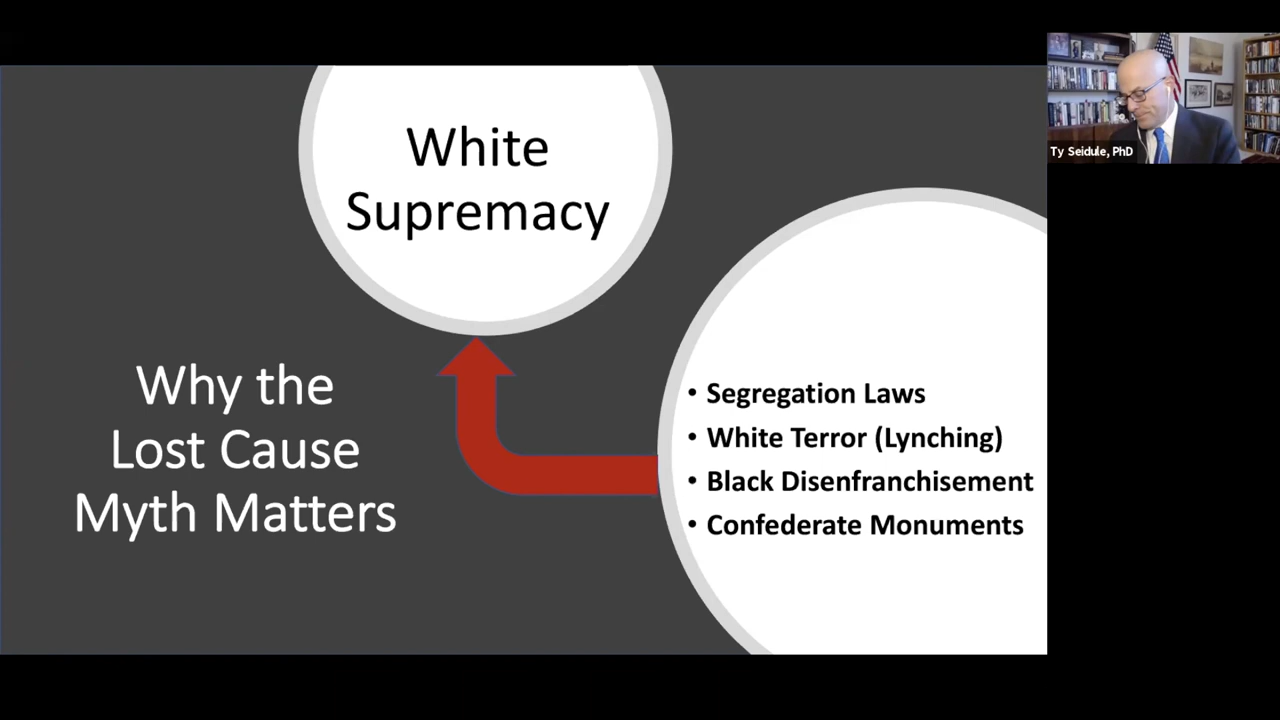 White
Supremacy
Why the
Lost Cause
Myth Matters
• Segregation Laws
• White Terror (Lynching)
• Black Disenfranchisement
• Confederate Monuments
Ty Seidule, PhD